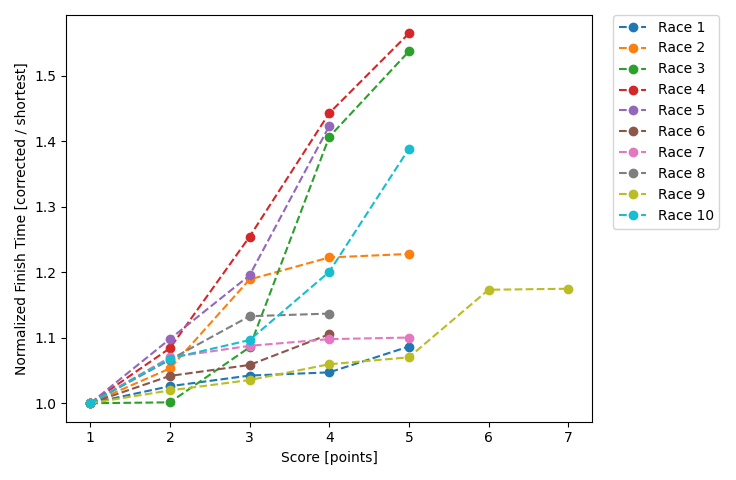 Normalized Finish Time [corrected / shortest]
1.5
1.4
1.3
1.2
1.1
1.0
1 2 3 4 5 6 7
Score [points]
Race 1
Race 2
Race 3
Race 4
Race 5
Race 6
Race 7
Race 8
Race 9
Race 10